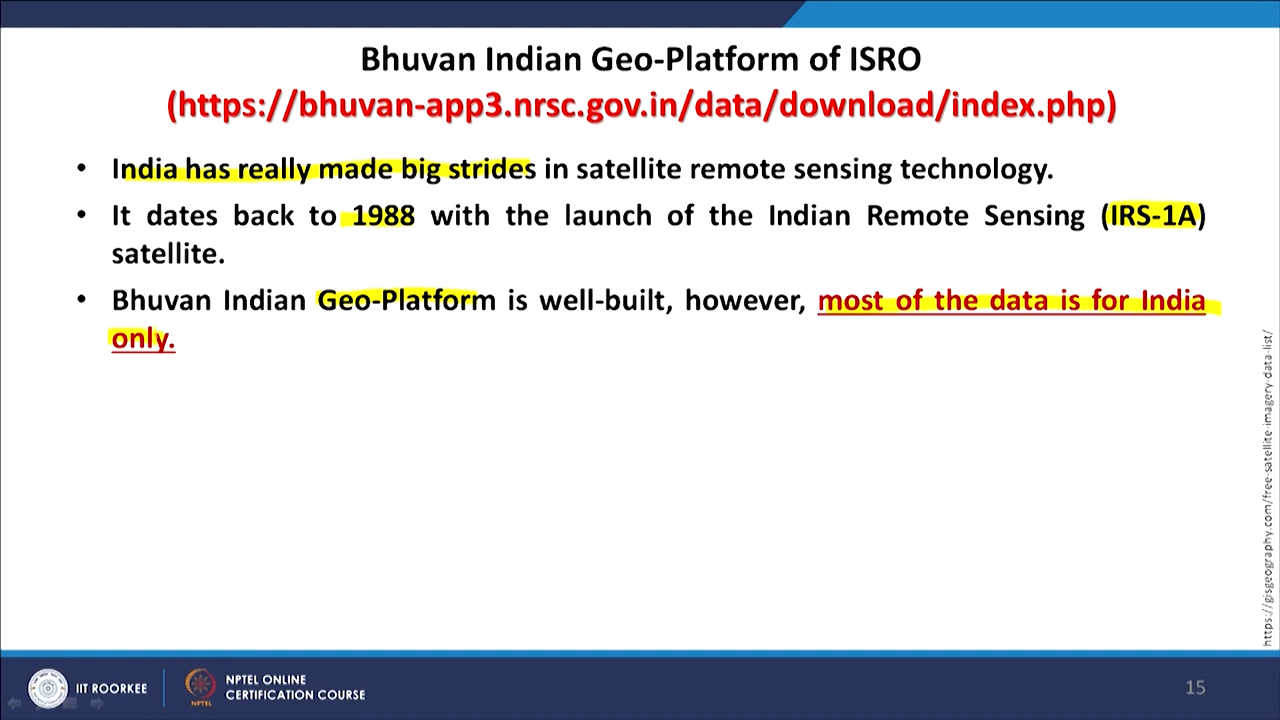 Bhuvan Indian Geo-Platform of ISRO
(https://bhuvan-app3.nrsc.gov.in/data/download/index.php)
• India has really made big strides in satellite remote sensing technology.
• It dates back to 1988 with the launch of the Indian Remote Sensing (IRS-1A)
satellite.
• Bhuvan Indian Geo-Platform is well-built, however, most of the data is for India
only.
https://gisgeography.com/free-satellite-imagery-data-list/
IIT ROORKEE
NPTEL
NPTEL ONLINE
CERTIFICATION COURSE
15